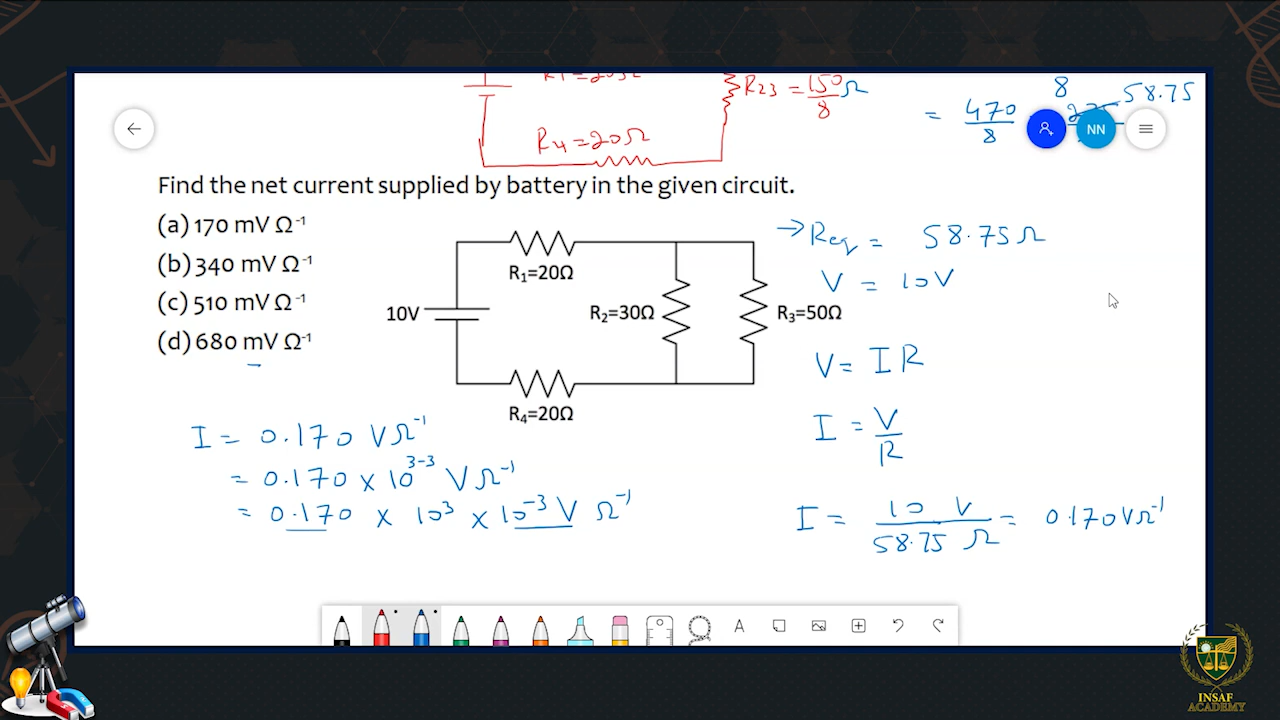 R₂₃ = 150/8 Ω
= 470/8
8
58.75
R₄ = 20Ω
NN
Find the net current supplied by battery in the given circuit.
(a) 170 mV Ω⁻¹
(b) 340 mV Ω⁻¹
(c) 510 mV Ω⁻¹
(d) 680 mV Ω⁻¹
10V
R₁=20Ω
R₂=30Ω
R₃=50Ω
R₄=20Ω
→ Req = 58.75 Ω
V = 10V
V = IR
I = V/R
I = 10 V / 58.75 Ω = 0.170 VΩ⁻¹
I = 0.170 VΩ⁻¹
= 0.170 × 10³⁻³ VΩ⁻¹
= 0.170 × 10³ × 10⁻³ V Ω⁻¹
A
INSAF
ACADEMY